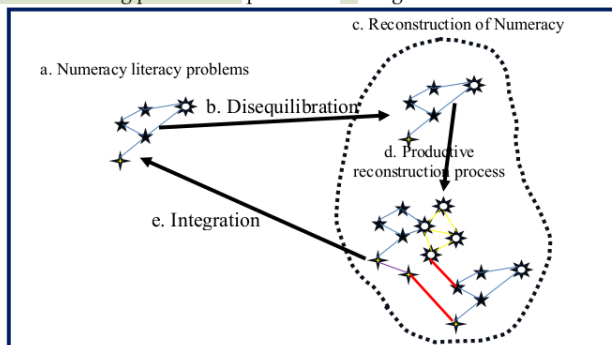 c. Reconstruction of Numeracy
a. Numeracy literacy problems
b. Disequilibration
d. Productive
reconstruction process
e. Integration